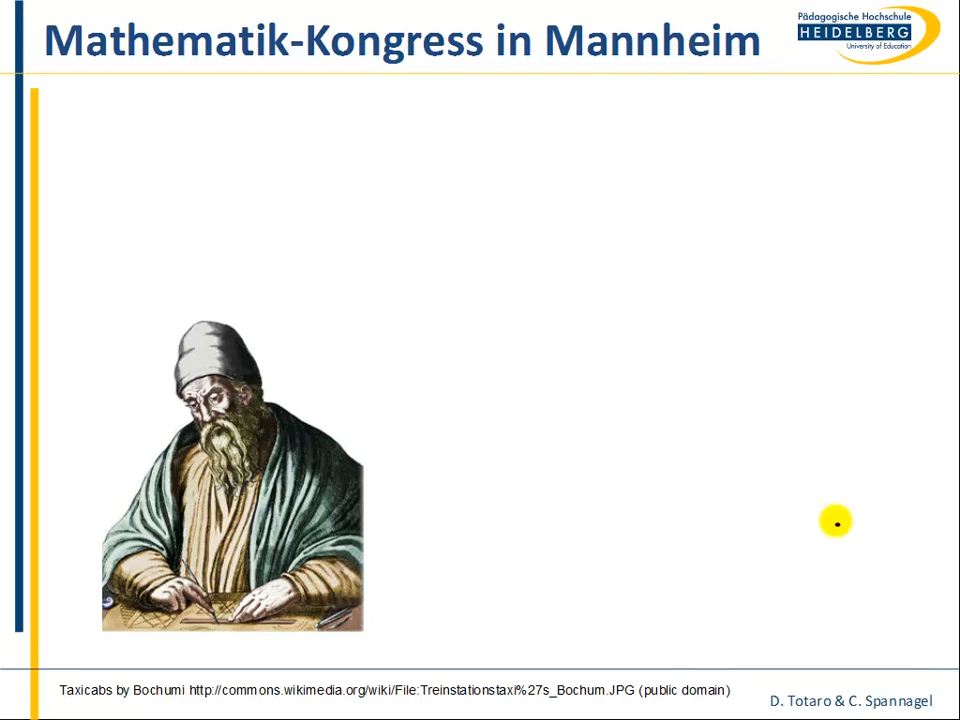 Mathematik-Kongress in Mannheim
Pädagogische Hochschule
HEIDELBERG
University of Education
Taxicabs by Bochumi http://commons.wikimedia.org/wiki/File:Treinstationstaxi%27s_Bochum.JPG (public domain)
D. Totaro & C. Spannagel